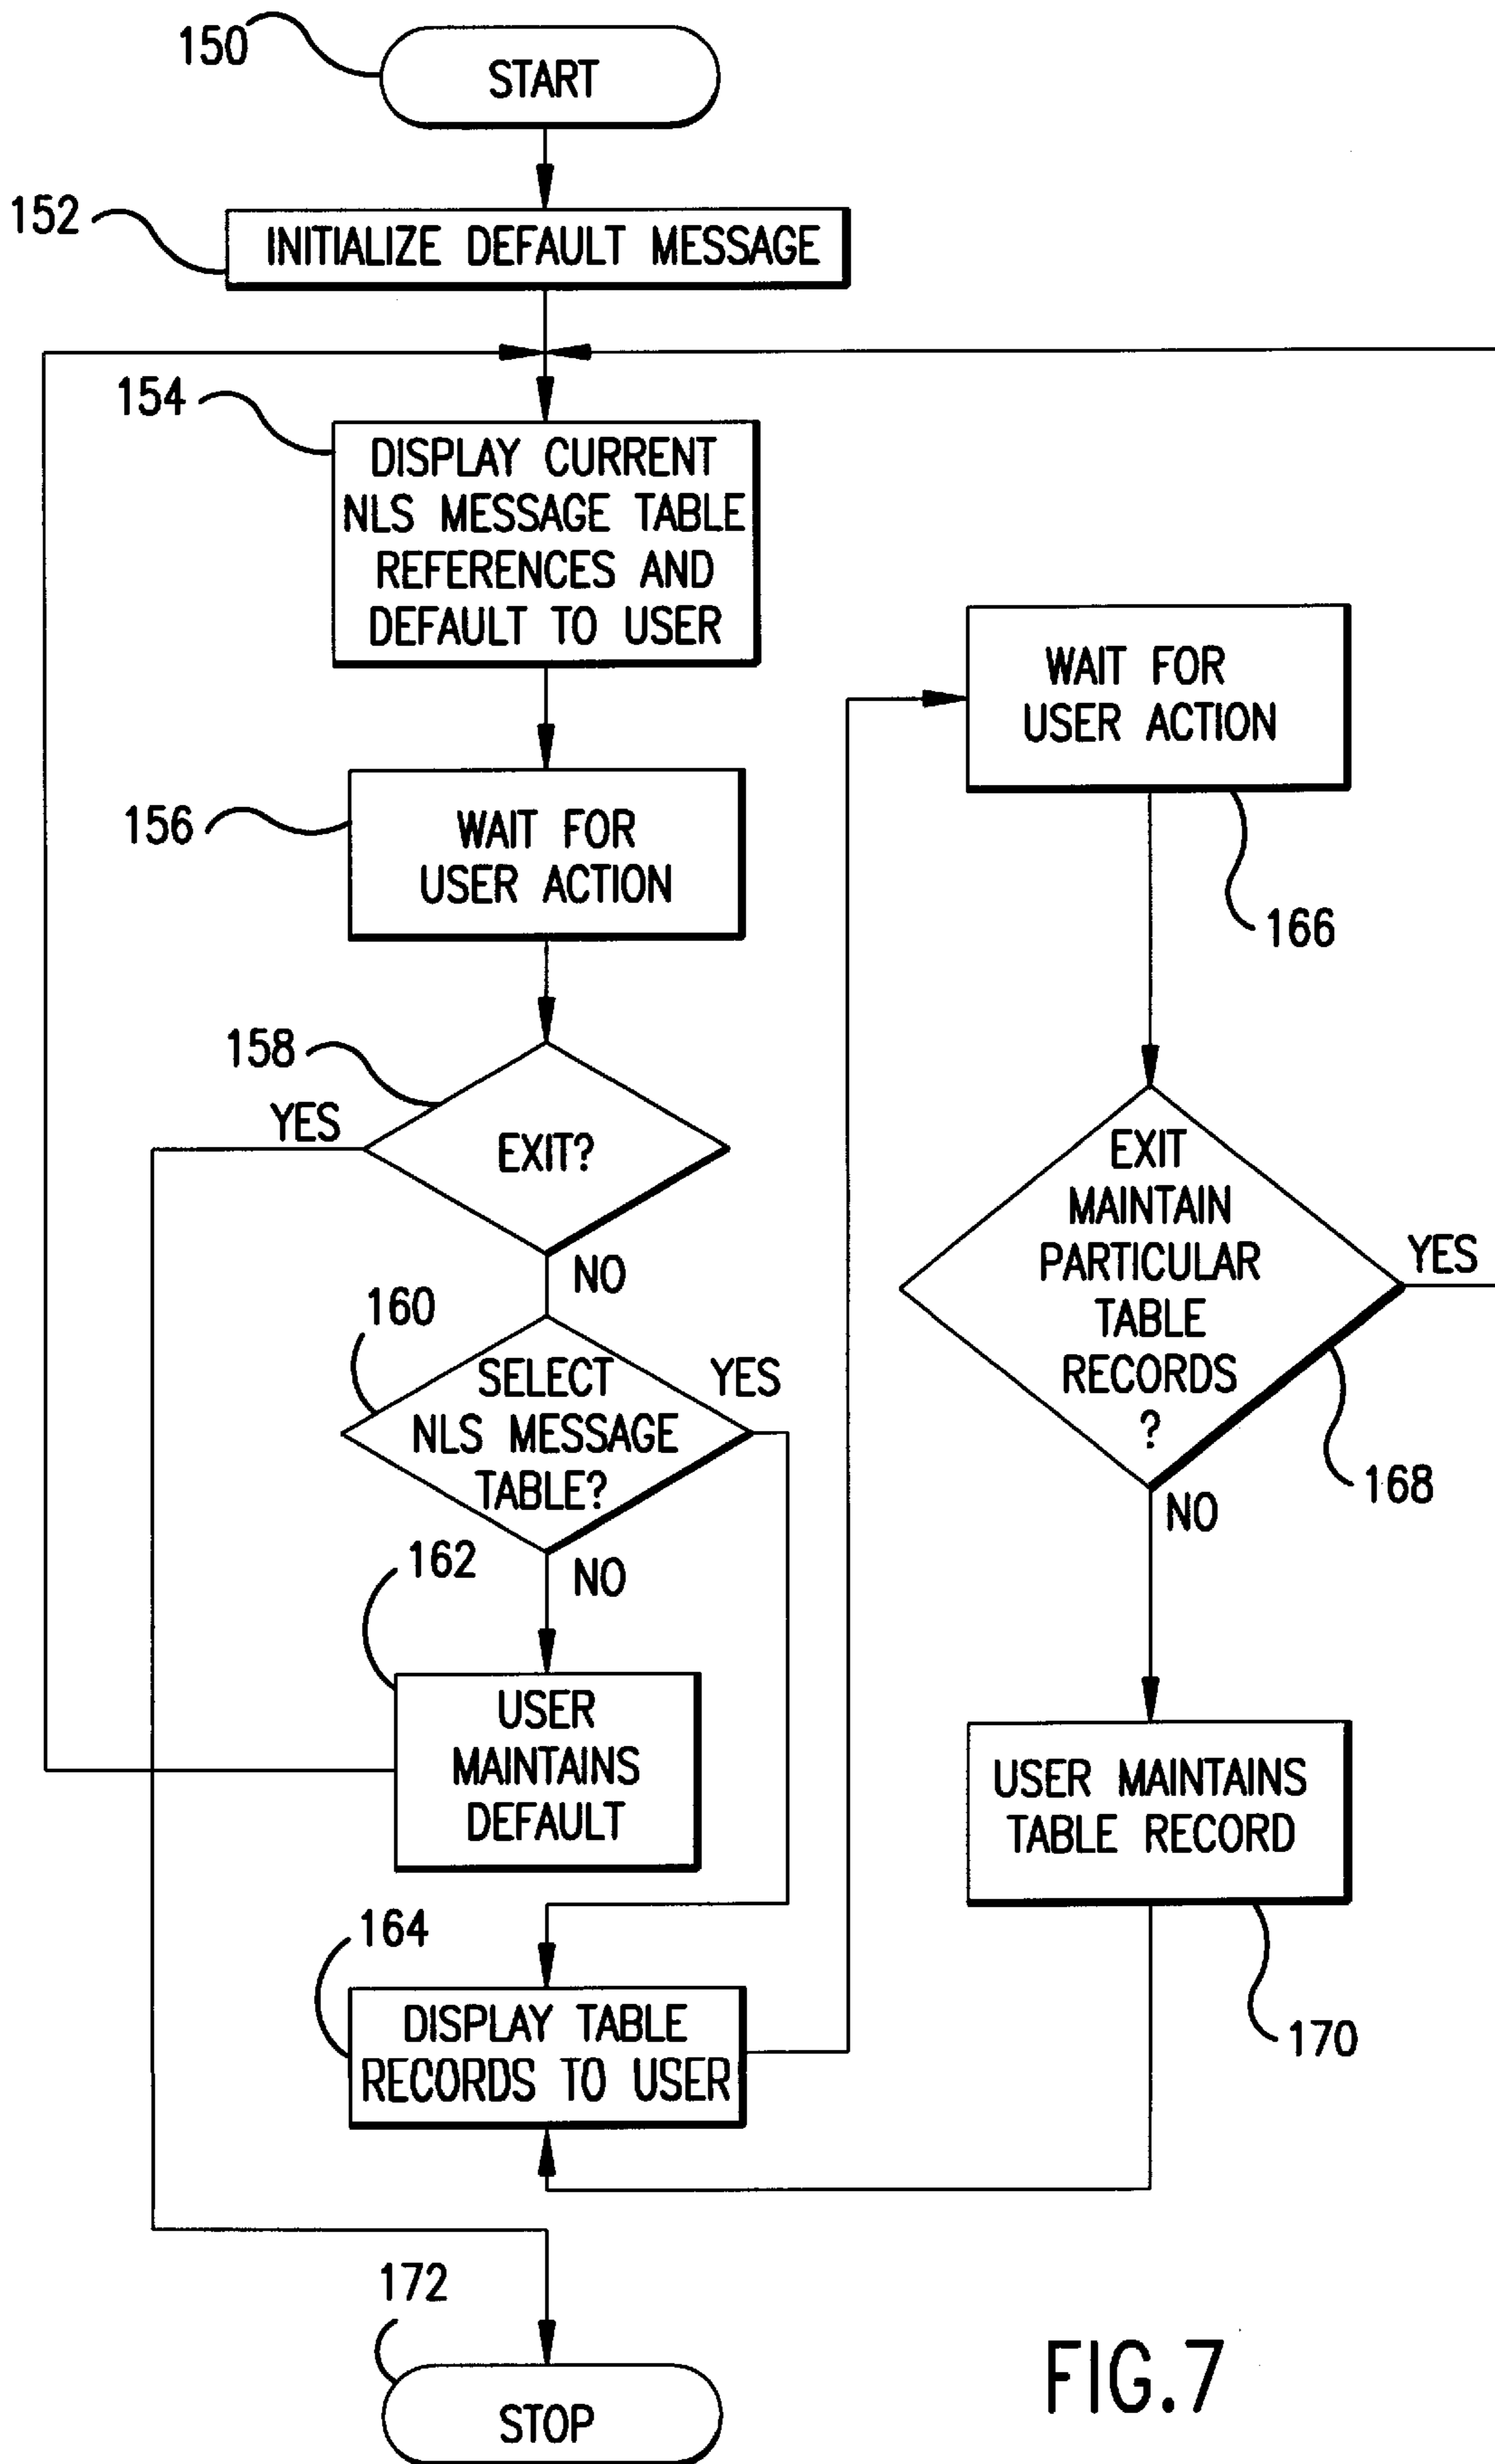 150
START
152
INITIALIZE DEFAULT MESSAGE
154
DISPLAY CURRENT
NLS MESSAGE TABLE
REFERENCES AND
DEFAULT TO USER
156
WAIT FOR
USER ACTION
158
YES
EXIT?
NO
160
SELECT
NLS MESSAGE
TABLE?
YES
NO
162
USER
MAINTAINS
DEFAULT
164
DISPLAY TABLE
RECORDS TO USER
WAIT FOR
USER ACTION
166
EXIT
MAINTAIN
PARTICULAR
TABLE
RECORDS
?
YES
168
NO
USER MAINTAINS
TABLE RECORD
170
172
STOP
FIG.7